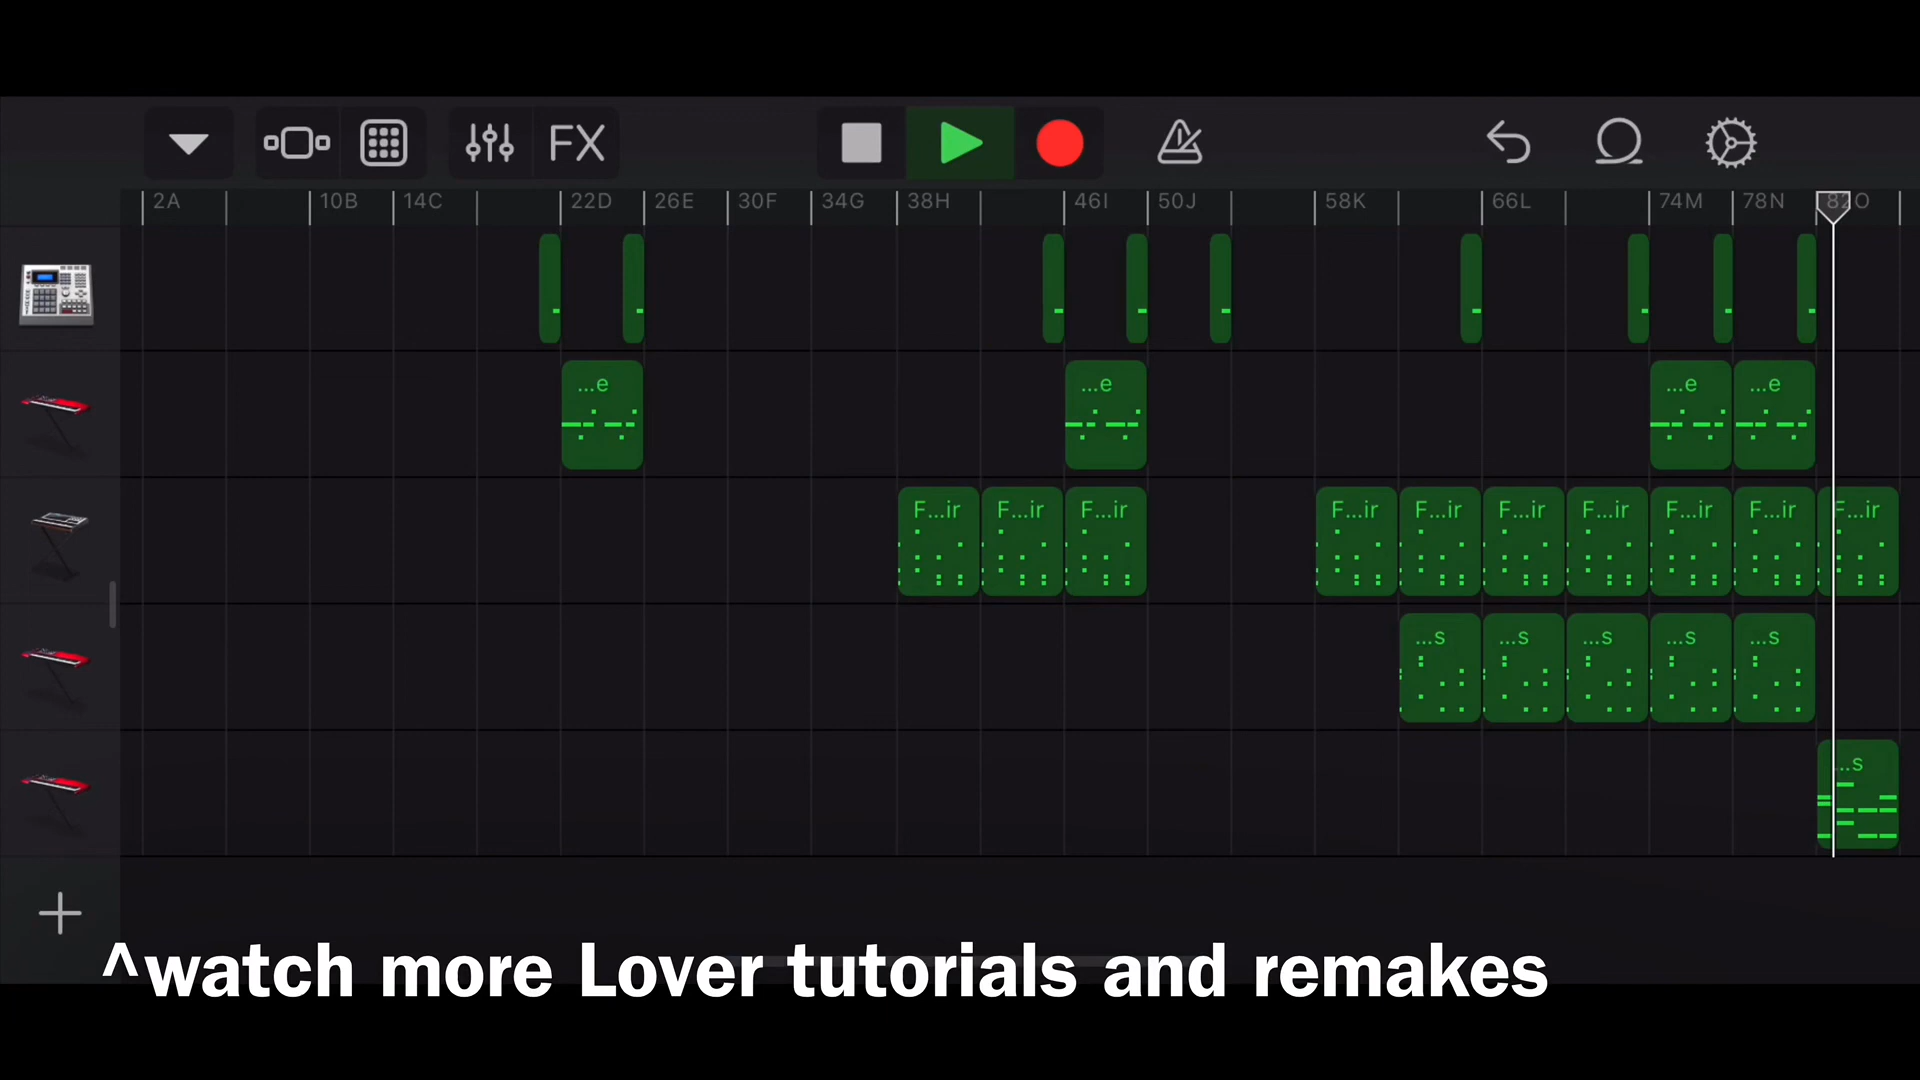 FX
2A 10B 14C 22D 26E 30F 34G 38H 46I 50J 58K 66L 74M 78N 82O
...e ...e ...e ...e
F...ir F...ir F...ir F...ir F...ir F...ir F...ir F...ir F...ir F...ir
...s ...s ...s ...s ...s
...s
^watch more Lover tutorials and remakes